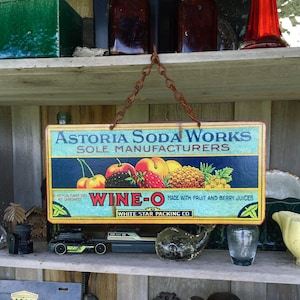 ASTORIA SODA WORKS
SOLE MANUFACTURERS
WINE-O
MADE WITH FRUIT AND BERRY JUICES
WHITE STAR PACKING CO.